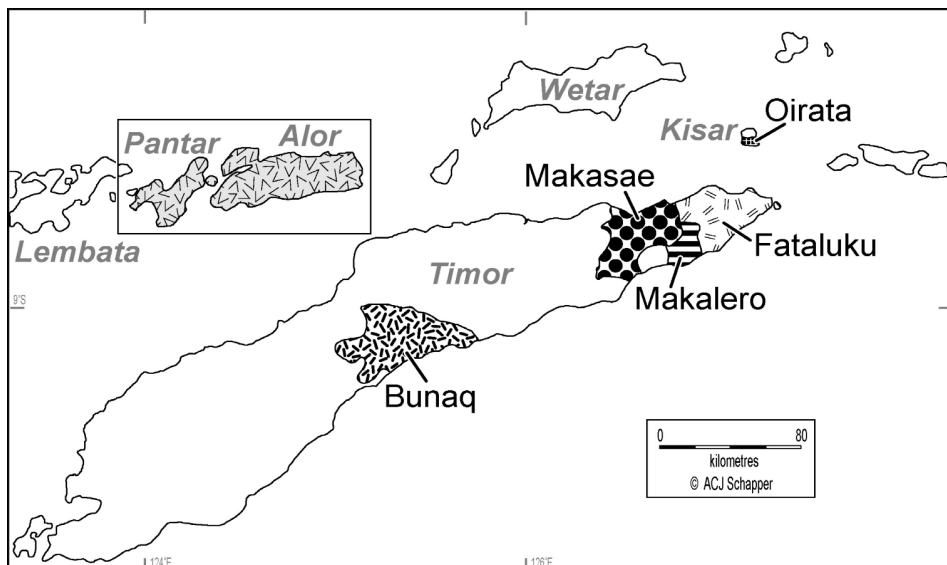 Wetar
Oirata
Pantar
Alor
Kisar
Makasae
Lembata
Timor
Fataluku
Makalero
9°S
Bunaq
0
80
kilometres
© ACJ Schapper
124°E
126°E